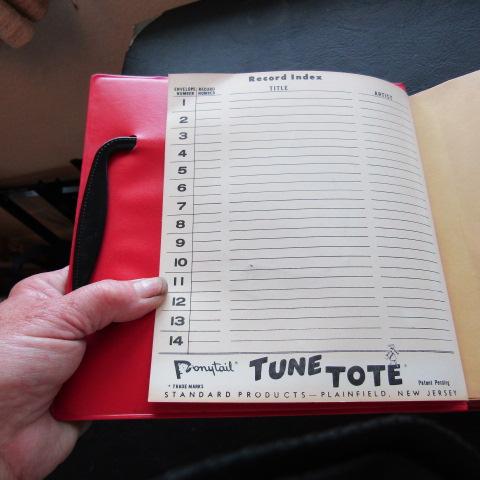 Record Index
ENVELOPE NUMBER RECORD NUMBER TITLE ARTIST
1
2
3
4
5
6
7
8
9
10
11
12
13
14
Ponytail® TUNE TOTE®
* TRADE MARKS Patent Pending
STANDARD PRODUCTS—PLAINFIELD, NEW JERSEY